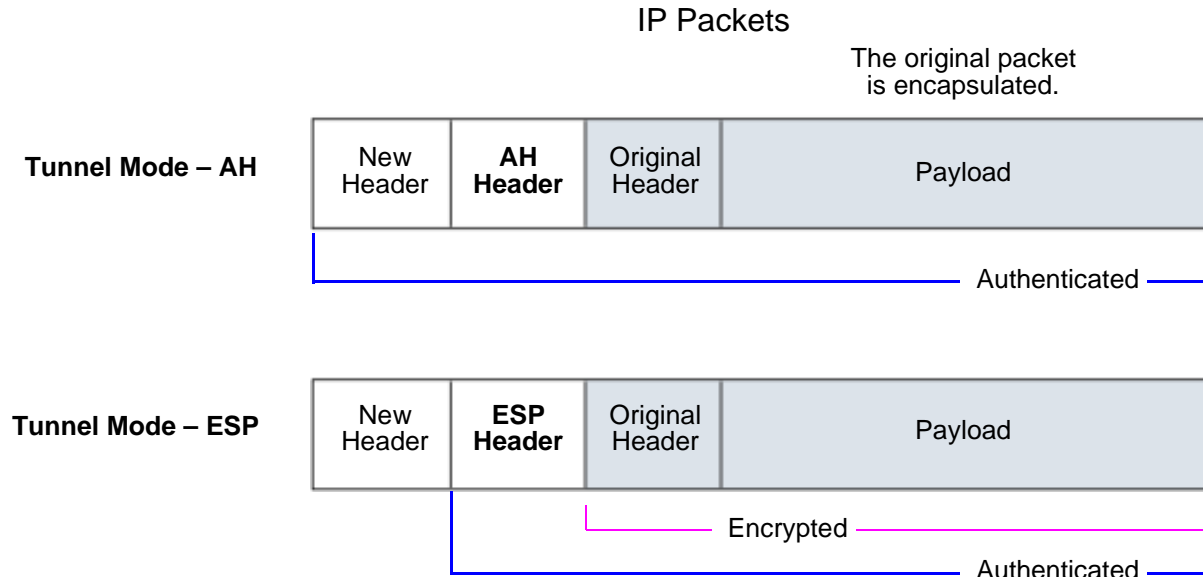 IP Packets
The original packet
is encapsulated.
Tunnel Mode – AH
New
Header
AH
Header
Original
Header
Payload
Authenticated
Tunnel Mode – ESP
New
Header
ESP
Header
Original
Header
Payload
Encrypted
Authenticated